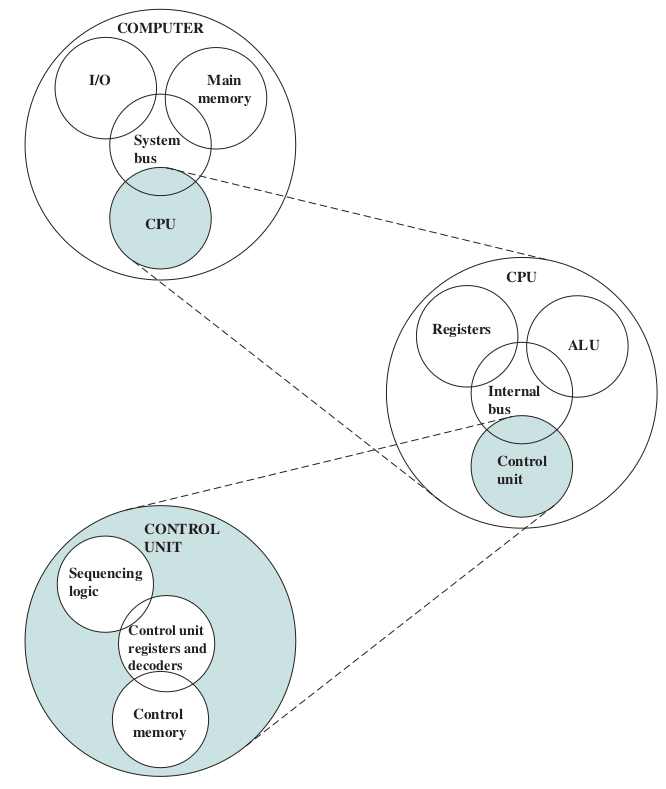 COMPUTER
I/O
Main
memory
System
bus
CPU
CPU
Registers
ALU
Internal
bus
Control
unit
CONTROL
UNIT
Sequencing
logic
Control unit
registers and
decoders
Control
memory